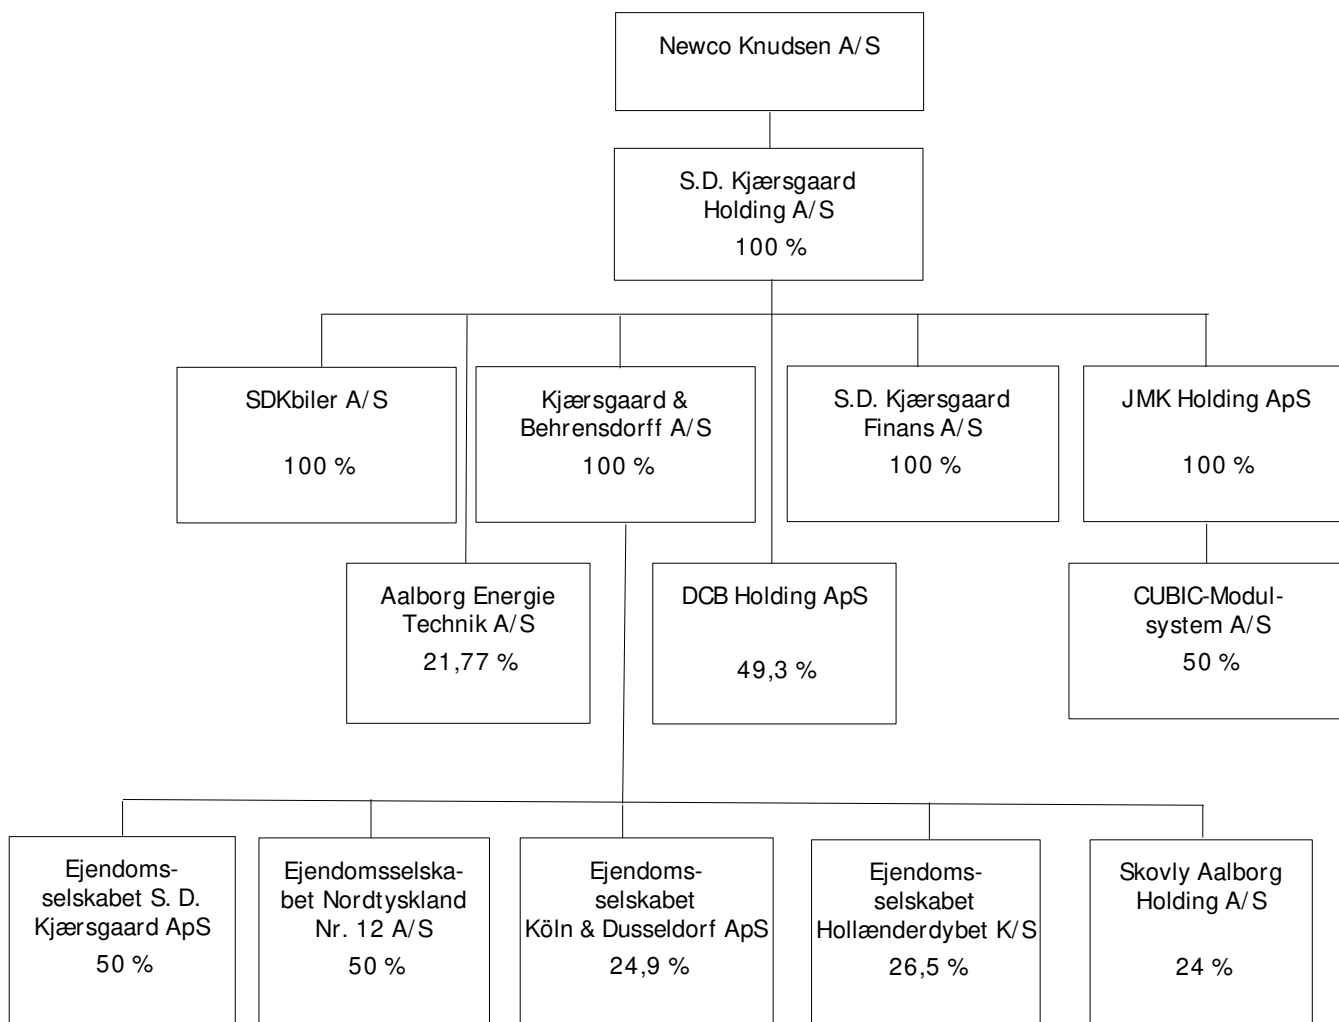 Newco Knudsen A/S
S.D. Kjærsgaard
Holding A/S
100 %
SDKbiler A/S
100 %
Kjærsgaard &
Behrensdorff A/S
100 %
S.D. Kjærsgaard
Finans A/S
100 %
JMK Holding ApS
100 %
Aalborg Energie
Technik A/S
21,77 %
DCB Holding ApS
49,3 %
CUBIC-Modul-
system A/S
50 %
Ejendoms-
selskabet S. D.
Kjærsgaard ApS
50 %
Ejendomsselska-
bet Nordtyskland
Nr. 12 A/S
50 %
Ejendoms-
selskabet
Köln & Dusseldorf ApS
24,9 %
Ejendoms-
selskabet
Hollænderdybet K/S
26,5 %
Skovly Aalborg
Holding A/S
24 %